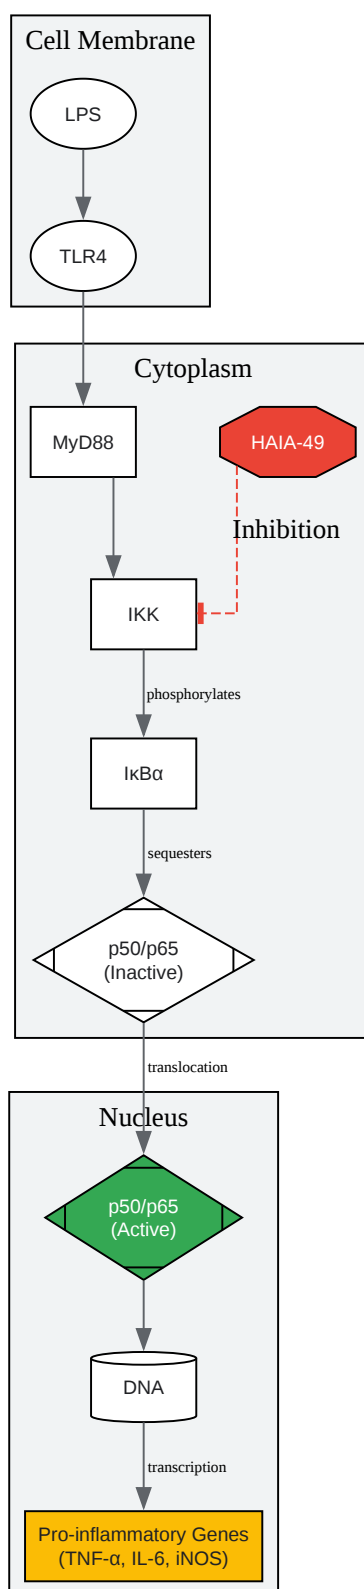 Cell Membrane
LPS
TLR4
Cytoplasm
MyD88
HAIA-49
Inhibition
IKK
phosphorylates
IκBα
sequesters
p50/p65
(Inactive)
translocation
Nucleus
p50/p65
(Active)
DNA
transcription
Pro-inflammatory Genes
(TNF-α, IL-6, iNOS)